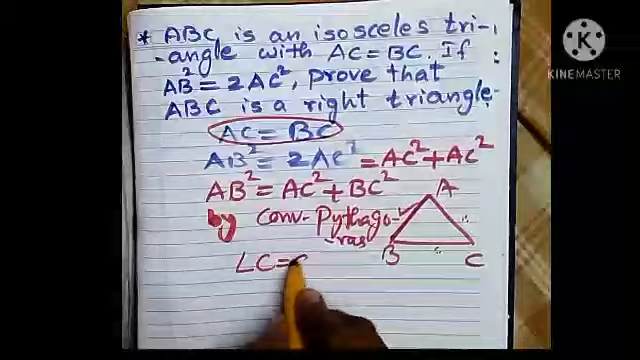 * ABC is an isosceles tri-
-angle with AC = BC. If
AB² = 2AC², prove that
ABC is a right triangle.
AC = BC
AB² = 2AC² = AC² + AC²
AB² = AC² + BC²
by conv- Pythago-
-ras
A
B
C
∠C =
KINEMASTER